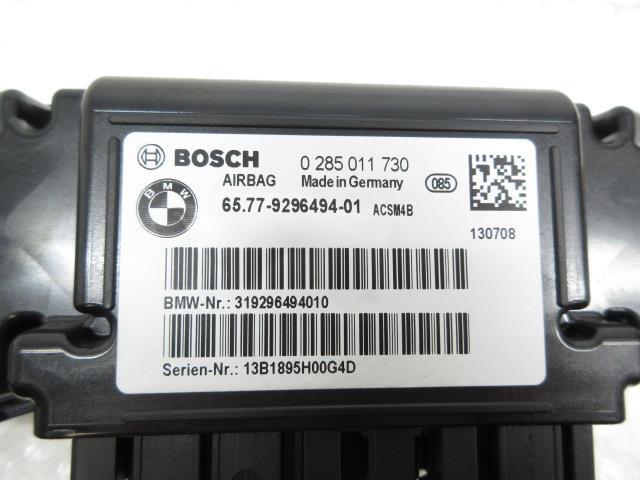 BOSCH 0 285 011 730
AIRBAG Made in Germany 085
BMW 65.77-9296494-01 ACSM4B
130708
BMW-Nr.: 319296494010
Serien-Nr.: 13B1895H00G4D